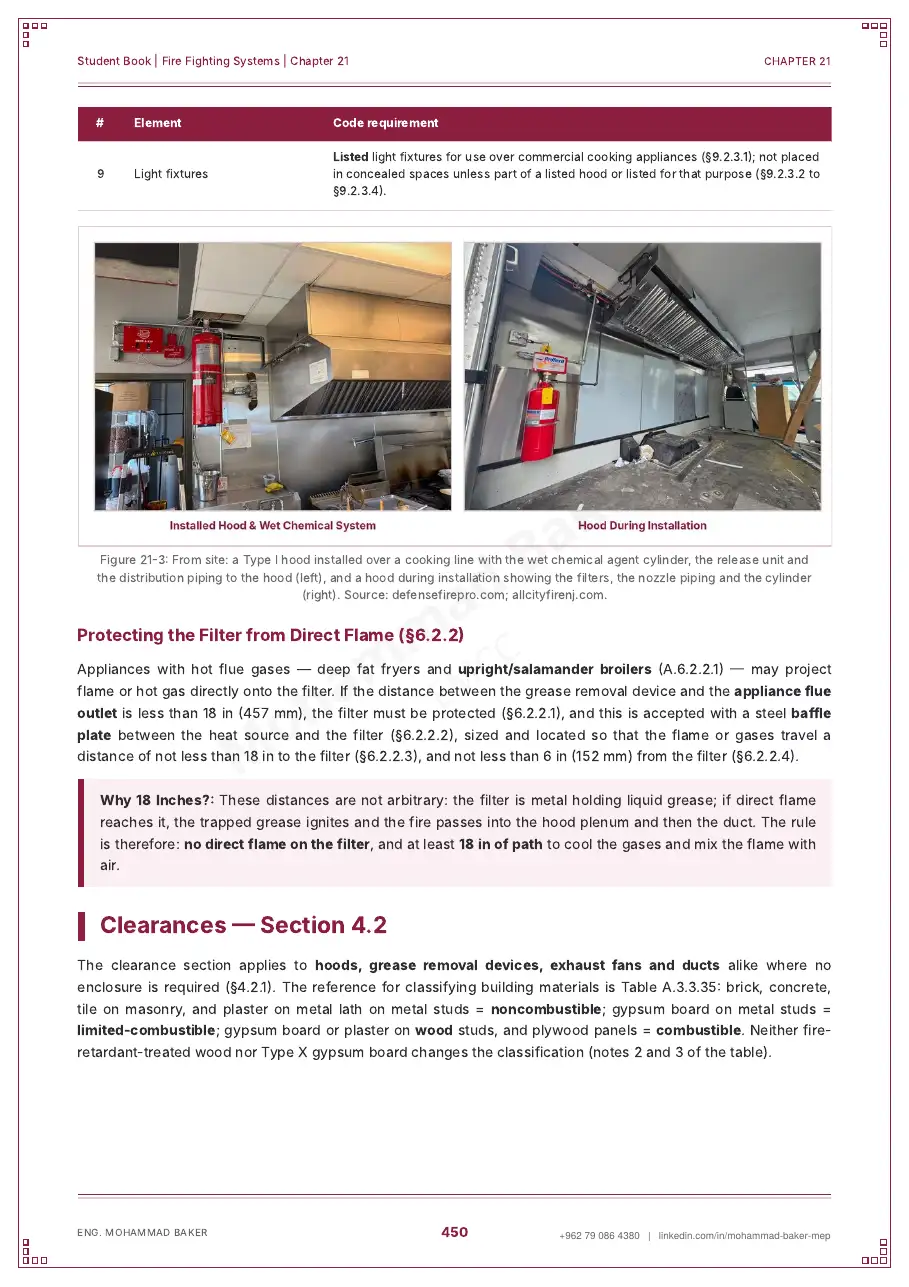 Student Book | Fire Fighting Systems | Chapter 21
CHAPTER 21
# Element Code requirement
9 Light fixtures Listed light fixtures for use over commercial cooking appliances (§9.2.3.1); not placed
in concealed spaces unless part of a listed hood or listed for that purpose (§9.2.3.2 to
§9.2.3.4).
Installed Hood & Wet Chemical System
Hood During Installation
Figure 21-3: From site: a Type I hood installed over a cooking line with the wet chemical agent cylinder, the release unit and
the distribution piping to the hood (left), and a hood during installation showing the filters, the nozzle piping and the cylinder
(right). Source: defensefirepro.com; allcityfirenj.com.
Protecting the Filter from Direct Flame (§6.2.2)
Appliances with hot flue gases — deep fat fryers and upright/salamander broilers (A.6.2.2.1) — may project
flame or hot gas directly onto the filter. If the distance between the grease removal device and the appliance flue
outlet is less than 18 in (457 mm), the filter must be protected (§6.2.2.1), and this is accepted with a steel baffle
plate between the heat source and the filter (§6.2.2.2), sized and located so that the flame or gases travel a
distance of not less than 18 in to the filter (§6.2.2.3), and not less than 6 in (152 mm) from the filter (§6.2.2.4).
Why 18 Inches?: These distances are not arbitrary: the filter is metal holding liquid grease; if direct flame
reaches it, the trapped grease ignites and the fire passes into the hood plenum and then the duct. The rule
is therefore: no direct flame on the filter, and at least 18 in of path to cool the gases and mix the flame with
air.
Clearances — Section 4.2
The clearance section applies to hoods, grease removal devices, exhaust fans and ducts alike where no
enclosure is required (§4.2.1). The reference for classifying building materials is Table A.3.3.35: brick, concrete,
tile on masonry, and plaster on metal lath on metal studs = noncombustible; gypsum board on metal studs =
limited-combustible; gypsum board or plaster on wood studs, and plywood panels = combustible. Neither fire-
retardant-treated wood nor Type X gypsum board changes the classification (notes 2 and 3 of the table).
ENG. MOHAMMAD BAKER
450
+962 79 086 4380 | linkedin.com/in/mohammad-baker-mep